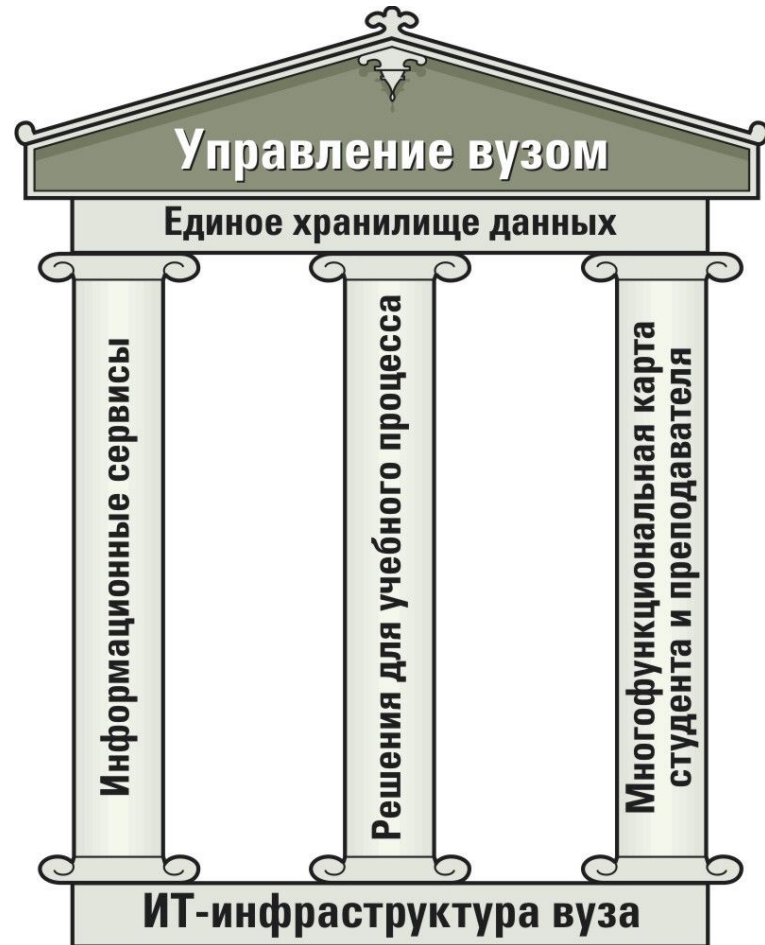 Управление вузом
Единое хранилище данных
Информационные сервисы
Решения для учебного процесса
Многофункциональная карта
студента и преподавателя
ИТ-инфраструктура вуза